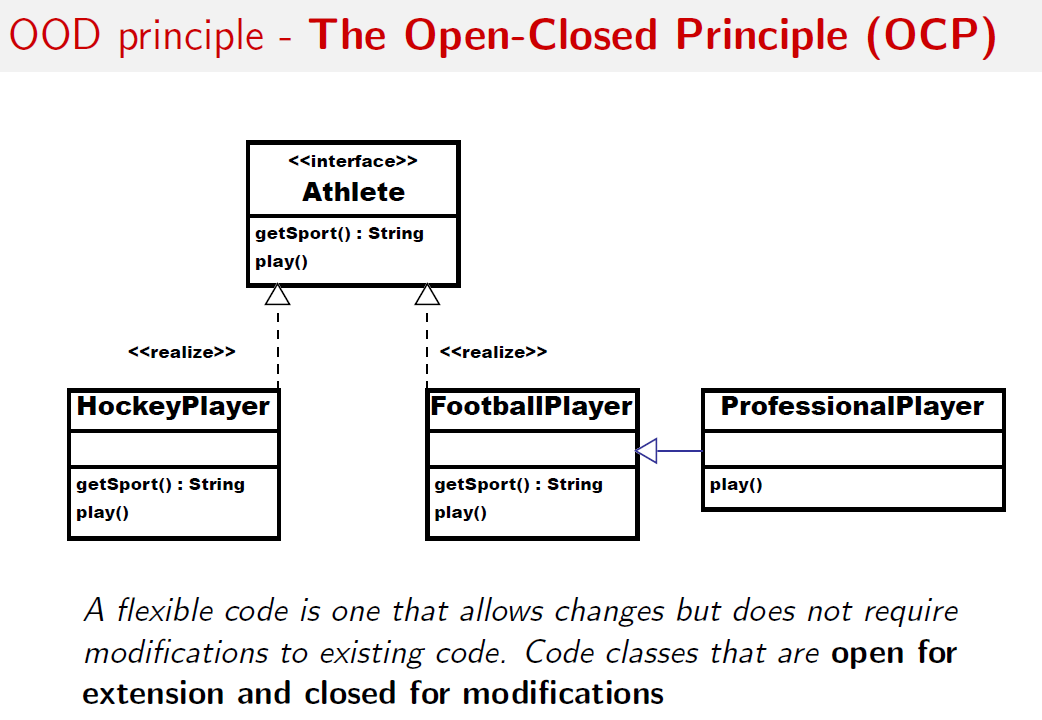 OOD principle - The Open-Closed Principle (OCP)
<<interface>>
Athlete
getSport() : String
play()
<<realize>>
<<realize>>
HockeyPlayer
getSport() : String
play()
FootballPlayer
getSport() : String
play()
ProfessionalPlayer
play()
A flexible code is one that allows changes but does not require
modifications to existing code. Code classes that are open for
extension and closed for modifications